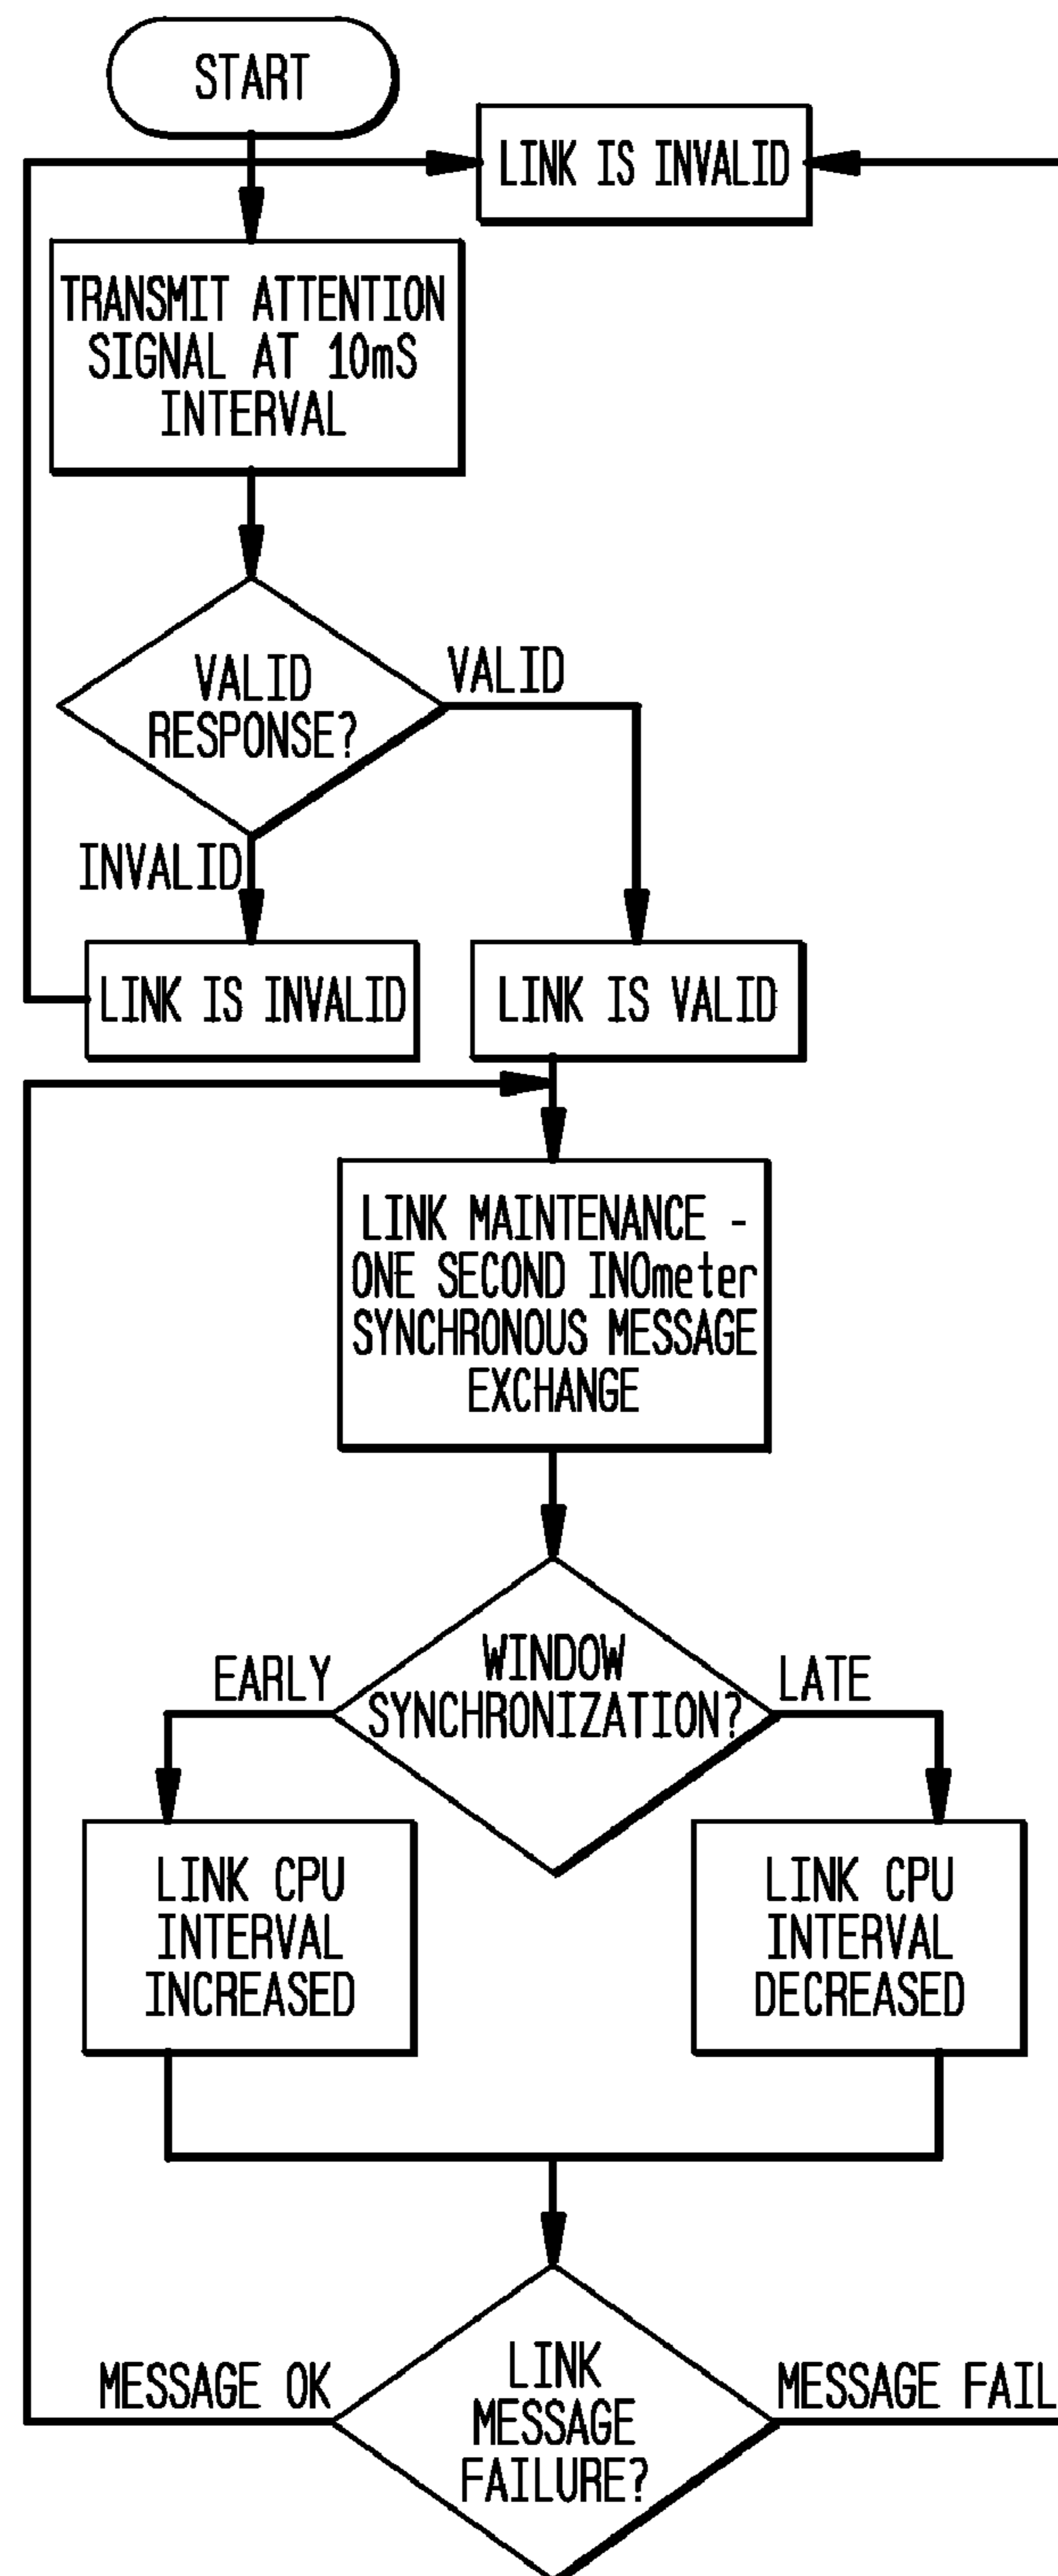 START
LINK IS INVALID
TRANSMIT ATTENTION
SIGNAL AT 10mS
INTERVAL
VALID
RESPONSE?
VALID
INVALID
LINK IS INVALID
LINK IS VALID
LINK MAINTENANCE -
ONE SECOND INOmeter
SYNCHRONOUS MESSAGE
EXCHANGE
WINDOW
SYNCHRONIZATION?
EARLY
LATE
LINK CPU
INTERVAL
INCREASED
LINK CPU
INTERVAL
DECREASED
LINK
MESSAGE
FAILURE?
MESSAGE OK
MESSAGE FAIL